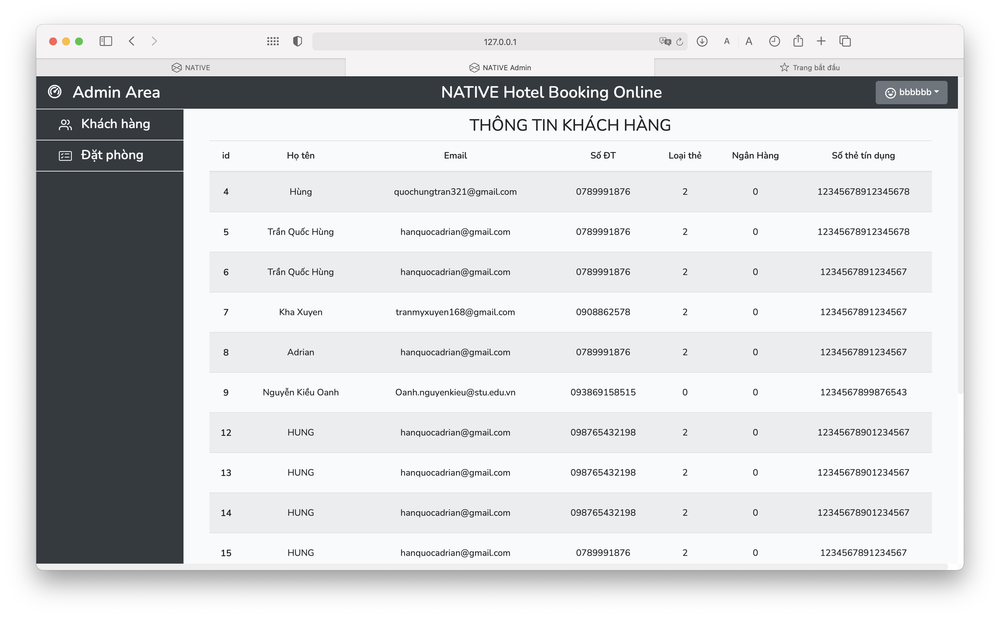 127.0.0.1
NATIVE
NATIVE Admin
Trang bắt đầu
Admin Area
NATIVE Hotel Booking Online
bbbbbb
Khách hàng
Đặt phòng
THÔNG TIN KHÁCH HÀNG
id Họ tên Email Số ĐT Loại thẻ Ngân Hàng Số thẻ tín dụng
4 Hùng quochungtran321@gmail.com 0789991876 2 0 12345678912345678
5 Trần Quốc Hùng hanquocadrian@gmail.com 0789991876 2 0 12345678912345678
6 Trần Quốc Hùng hanquocadrian@gmail.com 0789991876 2 0 1234567891234567
7 Kha Xuyen tranmyxuyen168@gmail.com 0908862578 2 0 1234567891234567
8 Adrian hanquocadrian@gmail.com 0789991876 2 0 1234567891234567
9 Nguyễn Kiều Oanh Oanh.nguyenkieu@stu.edu.vn 093869158515 0 0 1234567899876543
12 HUNG hanquocadrian@gmail.com 098765432198 2 0 12345678901234567
13 HUNG hanquocadrian@gmail.com 098765432198 2 0 12345678901234567
14 HUNG hanquocadrian@gmail.com 098765432198 2 0 12345678901234567
15 HUNG hanquocadrian@gmail.com 0789991876 2 0 1234567891234567